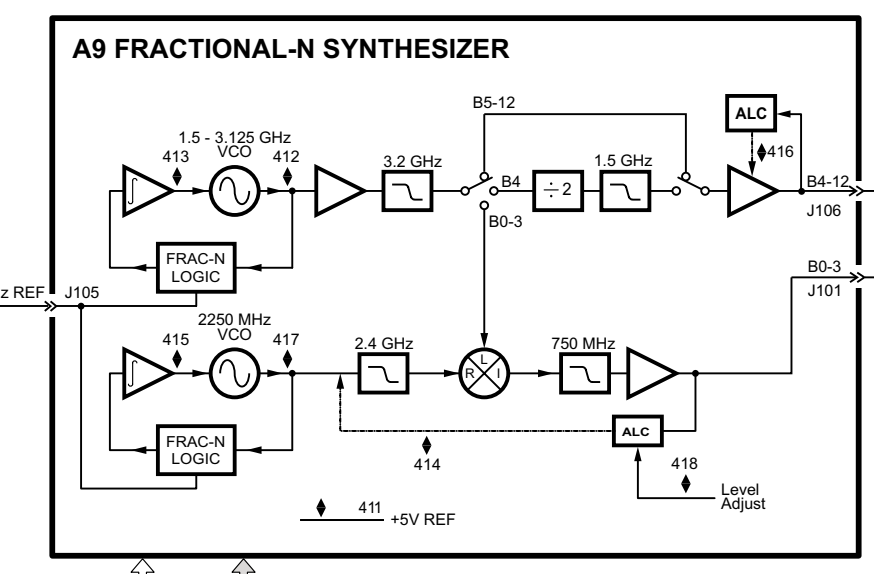 A9 FRACTIONAL-N SYNTHESIZER
B5-12
ALC
1.5 - 3.125 GHz
VCO
413
412
3.2 GHz
1.5 GHz
416
∫
B4
÷ 2
B4-12
B0-3
J106
FRAC-N
LOGIC
z REF
J105
B0-3
J101
2250 MHz
VCO
415
417
2.4 GHz
750 MHz
∫
L
R
I
FRAC-N
LOGIC
ALC
414
418
Level
Adjust
411
+5V REF